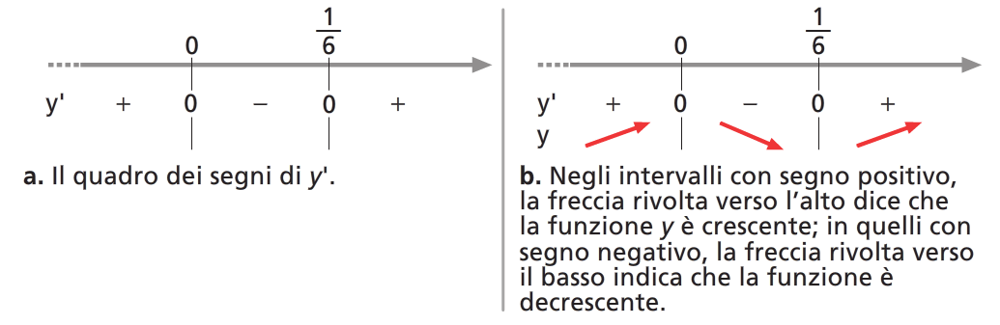 0 1/6
y' + 0 – 0 +
a. Il quadro dei segni di y'.
0 1/6
y' + 0 – 0 +
y
b. Negli intervalli con segno positivo,
la freccia rivolta verso l'alto dice che
la funzione y è crescente; in quelli con
segno negativo, la freccia rivolta verso
il basso indica che la funzione è
decrescente.